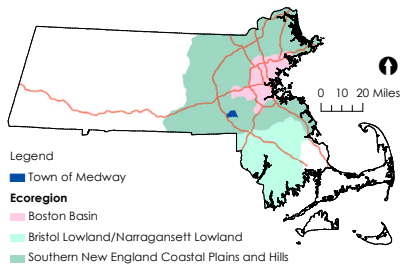 0 10 20 Miles
Legend
Town of Medway
Ecoregion
Boston Basin
Bristol Lowland/Narragansett Lowland
Southern New England Coastal Plains and Hills